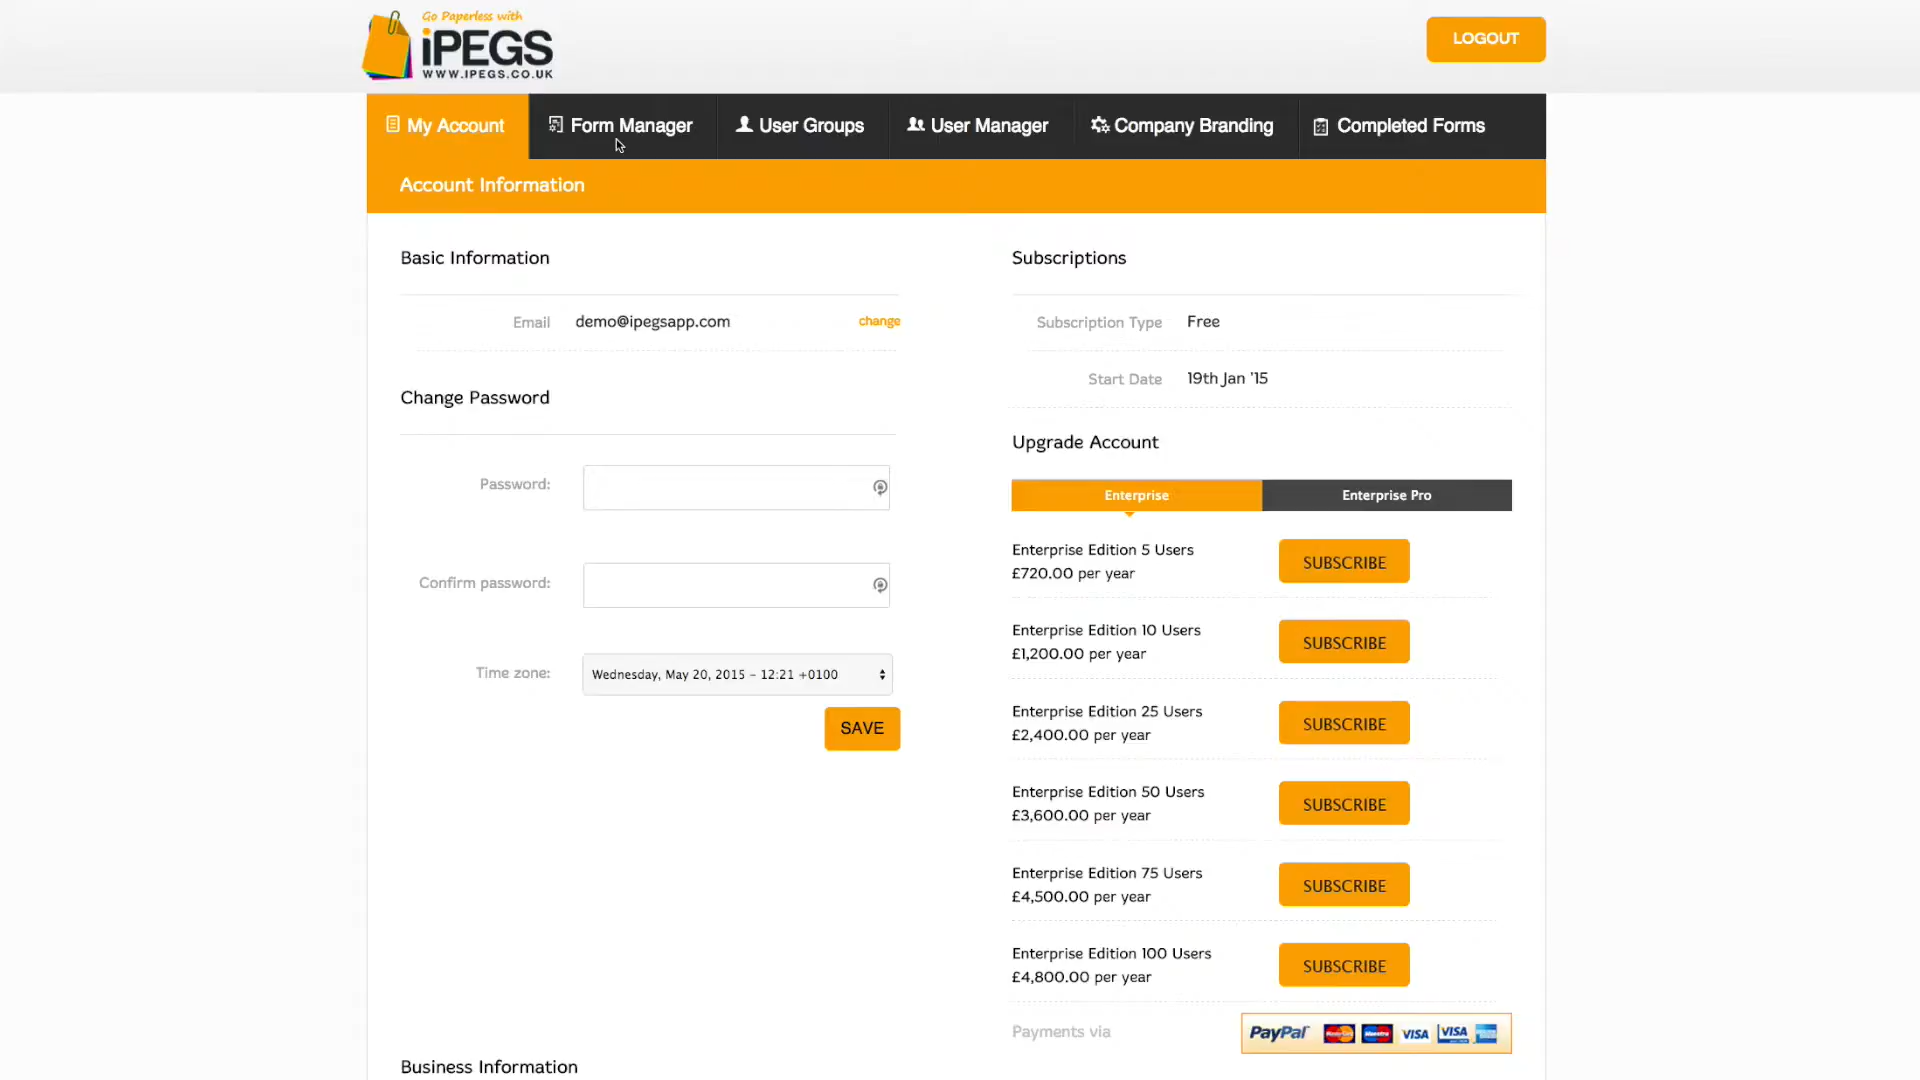 Go Paperless with
iPEGS
WWW.IPEGS.CO.UK
LOGOUT
My Account
Form Manager
User Groups
User Manager
Company Branding
Completed Forms
Account Information
Basic Information
Email demo@ipegsapp.com change
Change Password
Password:
Confirm password:
Time zone: Wednesday, May 20, 2015 - 12:21 +0100
SAVE
Business Information
Subscriptions
Subscription Type Free
Start Date 19th Jan '15
Upgrade Account
Enterprise Enterprise Pro
Enterprise Edition 5 Users
£720.00 per year
SUBSCRIBE
Enterprise Edition 10 Users
£1,200.00 per year
SUBSCRIBE
Enterprise Edition 25 Users
£2,400.00 per year
SUBSCRIBE
Enterprise Edition 50 Users
£3,600.00 per year
SUBSCRIBE
Enterprise Edition 75 Users
£4,500.00 per year
SUBSCRIBE
Enterprise Edition 100 Users
£4,800.00 per year
SUBSCRIBE
Payments via PayPal MasterCard Maestro VISA VISA